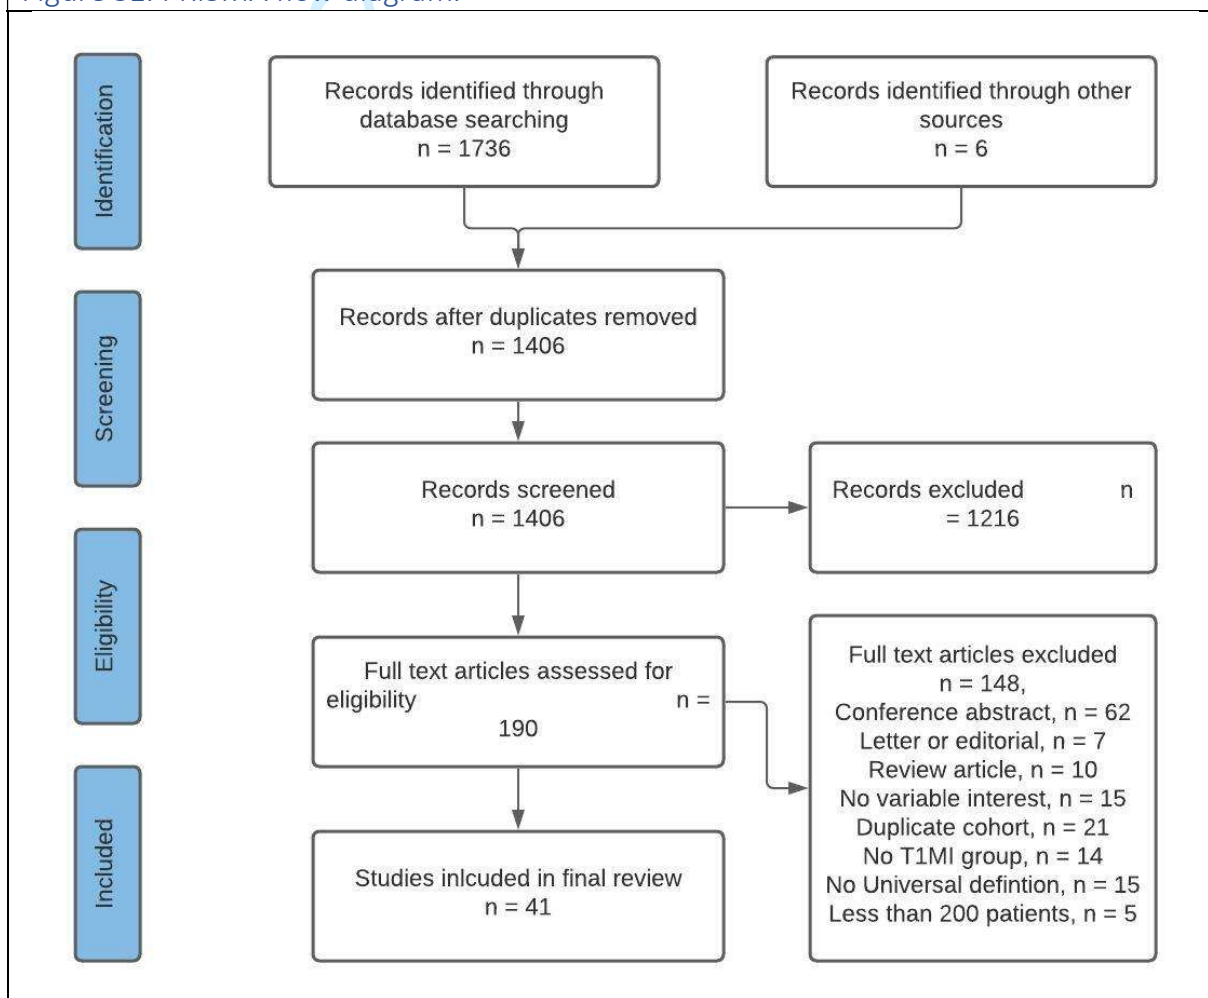 Identification
Records identified through
database searching
n = 1736
Records identified through other
sources
n = 6
Screening
Records after duplicates removed
n = 1406
Records screened
n = 1406
Records excluded n
= 1216
Eligibility
Full text articles assessed for
eligibility n =
190
Full text articles excluded
n = 148,
Conference abstract, n = 62
Letter or editorial, n = 7
Review article, n = 10
No variable interest, n = 15
Duplicate cohort, n = 21
No T1MI group, n = 14
No Universal defintion, n = 15
Less than 200 patients, n = 5
Included
Studies inlcuded in final review
n = 41